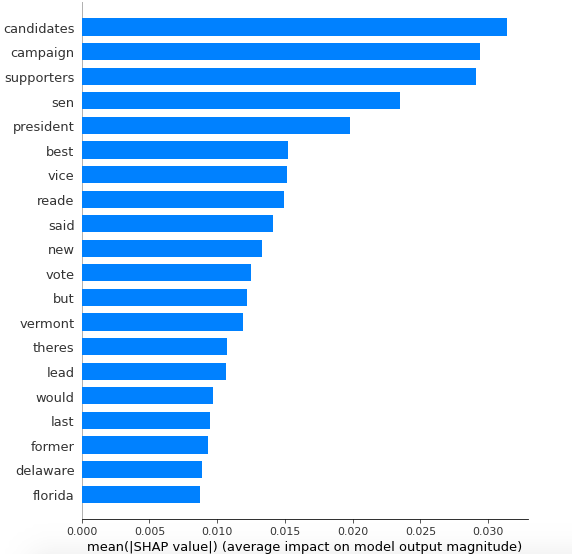 candidates
campaign
supporters
sen
president
best
vice
reade
said
new
vote
but
vermont
theres
lead
would
last
former
delaware
florida
0.000 0.005 0.010 0.015 0.020 0.025 0.030
mean(|SHAP value|) (average impact on model output magnitude)